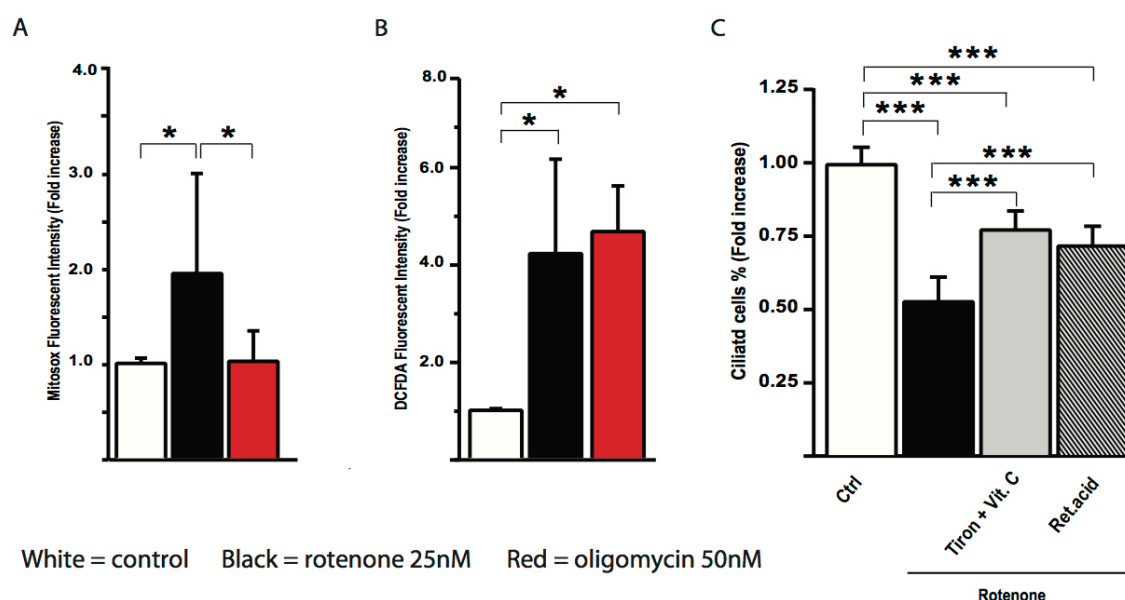 A
B
C
Mitosox Fluorescent Intensity (Fold increase)
4.0
3.0
2.0
1.0
* *
DCFDA Fluorescent Intensity (Fold increase)
8.0
6.0
4.0
2.0
*
*
Ciliatd cells % (Fold increase)
1.25
1.00
0.75
0.50
0.25
***
***
***
***
***
Ctrl
Tiron + Vit. C
Ret.acid
Rotenone
White = control Black = rotenone 25nM Red = oligomycin 50nM